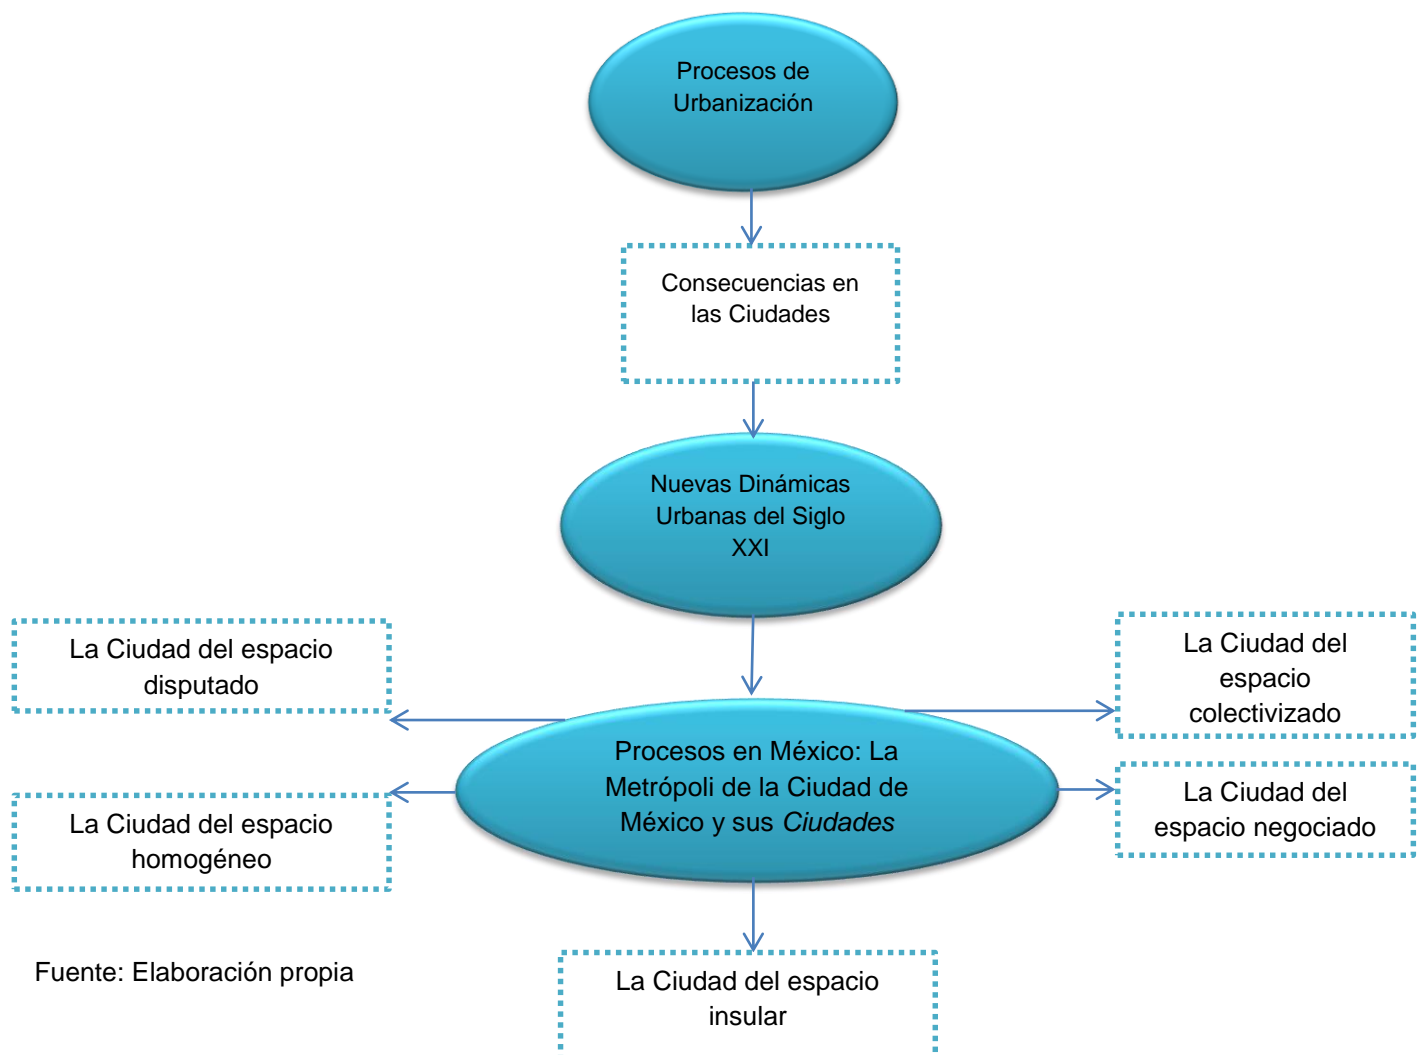 Procesos de
Urbanización
Consecuencias en
las Ciudades
Nuevas Dinámicas
Urbanas del Siglo
XXI
La Ciudad del espacio
disputado
La Ciudad del
espacio
colectivizado
Procesos en México: La
Metrópoli de la Ciudad de
México y sus Ciudades
La Ciudad del espacio
homogéneo
La Ciudad del
espacio negociado
Fuente: Elaboración propia
La Ciudad del espacio
insular